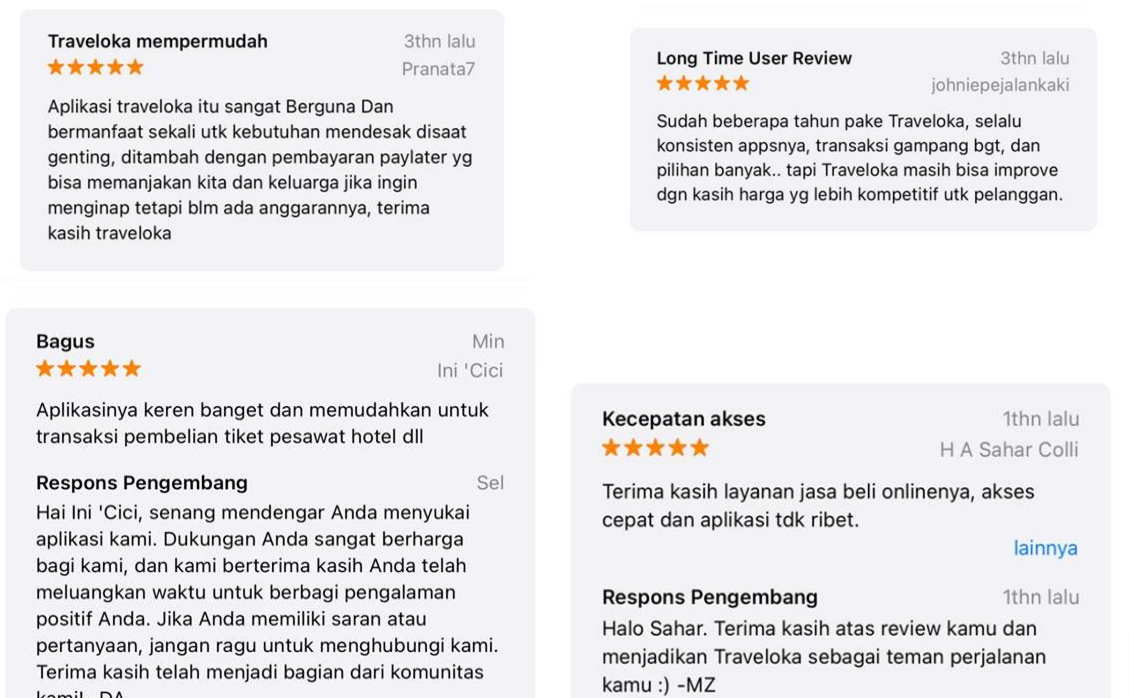 Traveloka mempermudah
3thn lalu
Pranata7
Aplikasi traveloka itu sangat Berguna Dan
bermanfaat sekali utk kebutuhan mendesak disaat
genting, ditambah dengan pembayaran paylater yg
bisa memanjakan kita dan keluarga jika ingin
menginap tetapi blm ada anggarannya, terima
kasih traveloka
Long Time User Review
3thn lalu
johniepejalankaki
Sudah beberapa tahun pake Traveloka, selalu
konsisten appsnya, transaksi gampang bgt, dan
pilihan banyak.. tapi Traveloka masih bisa improve
dgn kasih harga yg lebih kompetitif utk pelanggan.
Bagus
Min
Ini 'Cici
Aplikasinya keren banget dan memudahkan untuk
transaksi pembelian tiket pesawat hotel dll
Respons Pengembang
Sel
Hai Ini 'Cici, senang mendengar Anda menyukai
aplikasi kami. Dukungan Anda sangat berharga
bagi kami, dan kami berterima kasih Anda telah
meluangkan waktu untuk berbagi pengalaman
positif Anda. Jika Anda memiliki saran atau
pertanyaan, jangan ragu untuk menghubungi kami.
Terima kasih telah menjadi bagian dari komunitas
Kecepatan akses
1thn lalu
H A Sahar Colli
Terima kasih layanan jasa beli onlinenya, akses
cepat dan aplikasi tdk ribet.
lainnya
Respons Pengembang
1thn lalu
Halo Sahar. Terima kasih atas review kamu dan
menjadikan Traveloka sebagai teman perjalanan
kamu :) -MZ